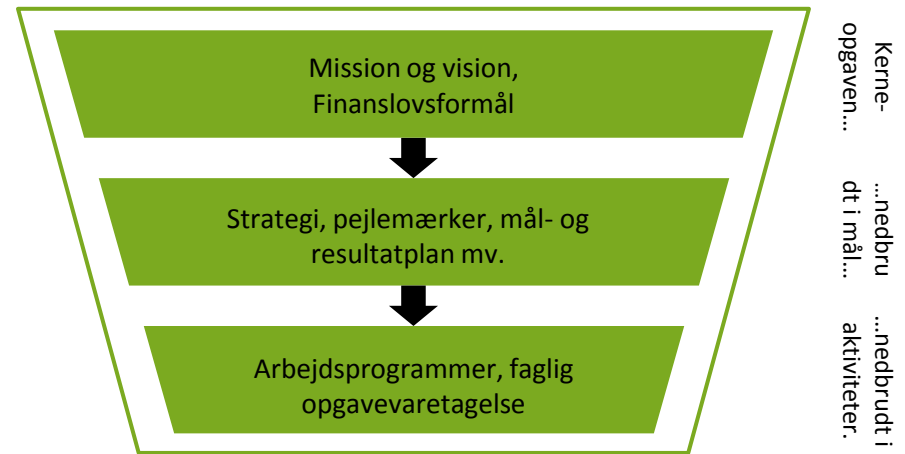 Mission og vision,
Finanslovsformål
Kerne-
opgaven...
Strategi, pejlemærker, mål- og
resultatplan mv.
...nedbru
dt i mål...
Arbejdsprogrammer, faglig
opgavevaretagelse
...nedbrudt i
aktiviteter.